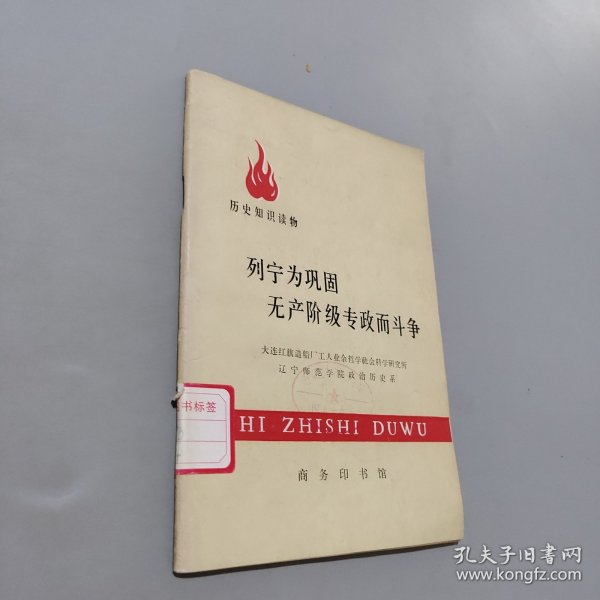 历史知识读物
列宁为巩固
无产阶级专政而斗争
大连红旗造船厂工人业余哲学社会科学研究所
辽宁师范学院政治历史系
书标签
HI ZHISHI DUWU
商务印书馆
孔夫子旧书网
www.kongfz.com